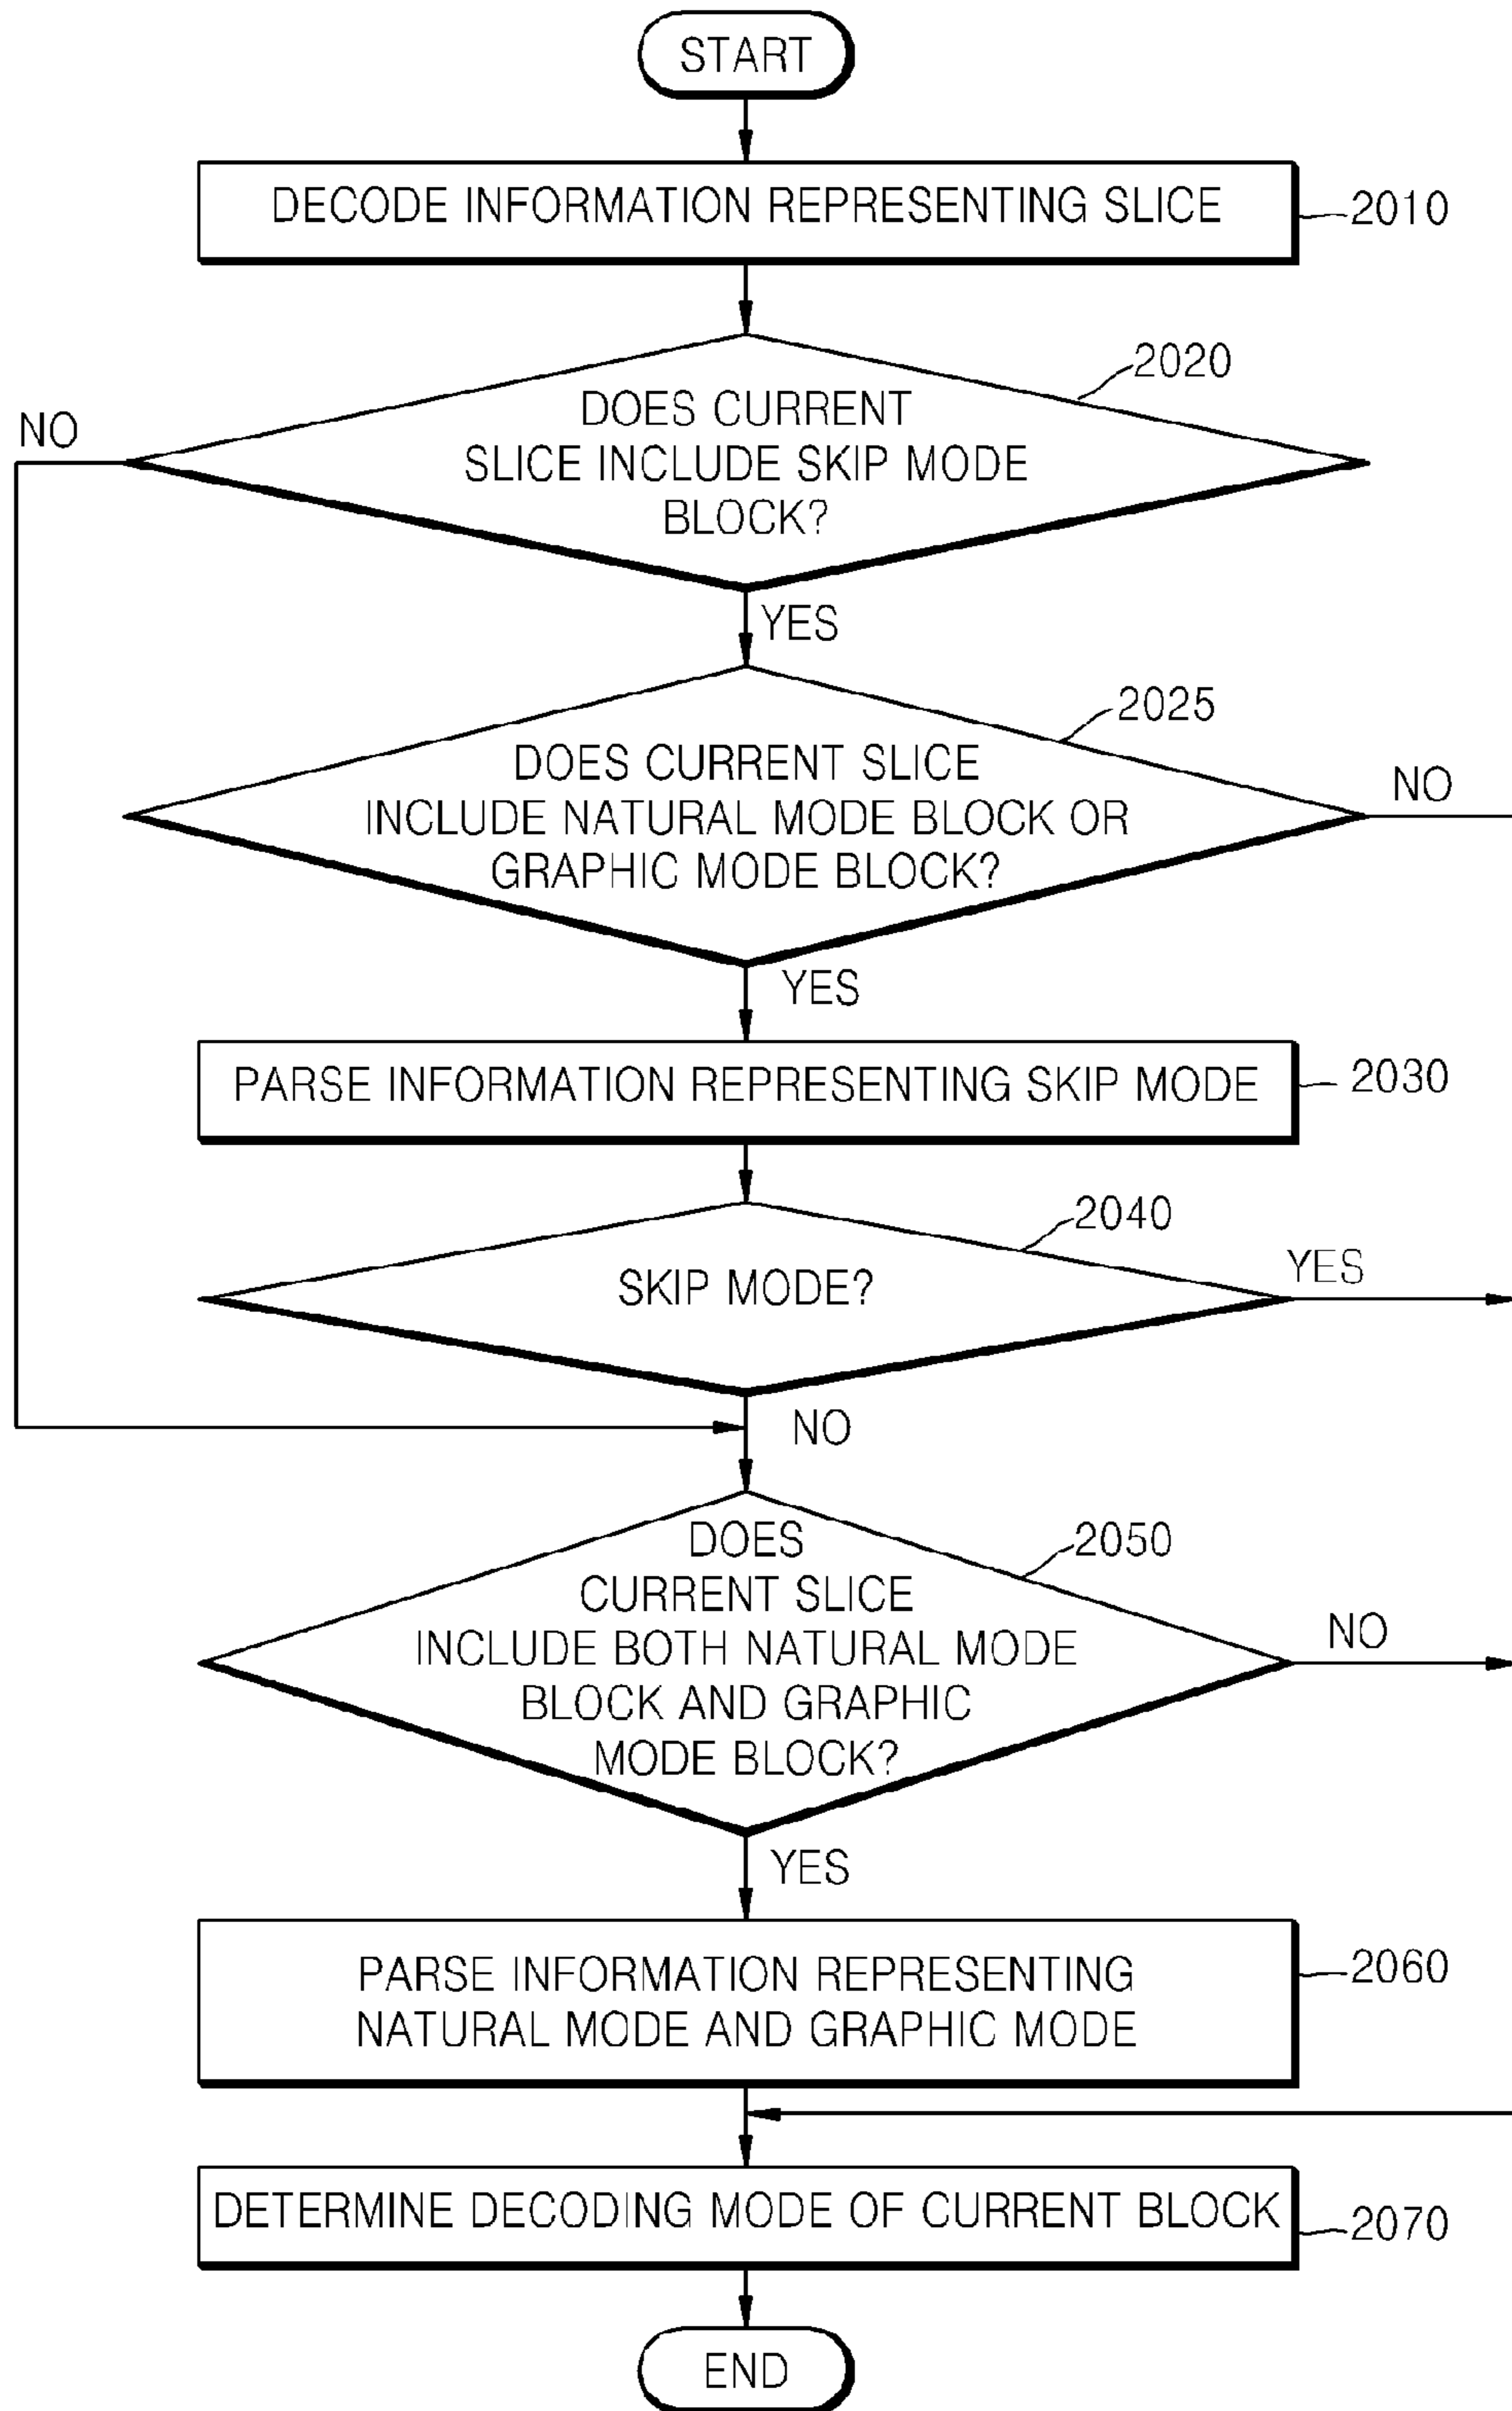 START
DECODE INFORMATION REPRESENTING SLICE
2010
2020
NO
DOES CURRENT
SLICE INCLUDE SKIP MODE
BLOCK?
YES
2025
DOES CURRENT SLICE
INCLUDE NATURAL MODE BLOCK OR
GRAPHIC MODE BLOCK?
NO
YES
PARSE INFORMATION REPRESENTING SKIP MODE
2030
2040
SKIP MODE?
YES
NO
2050
DOES
CURRENT SLICE
INCLUDE BOTH NATURAL MODE
BLOCK AND GRAPHIC
MODE BLOCK?
NO
YES
PARSE INFORMATION REPRESENTING
NATURAL MODE AND GRAPHIC MODE
2060
DETERMINE DECODING MODE OF CURRENT BLOCK
2070
END